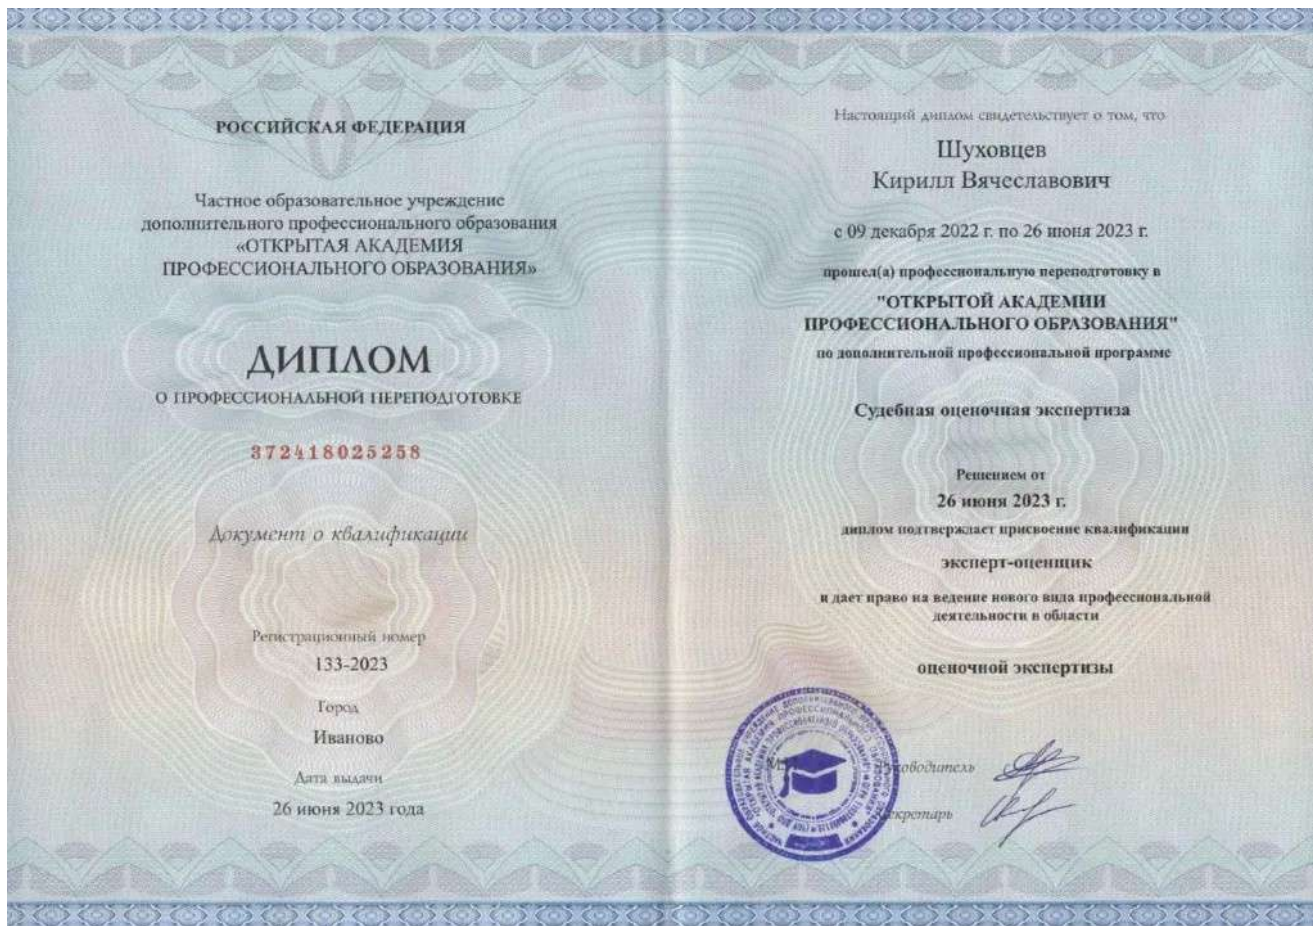 РОССИЙСКАЯ ФЕДЕРАЦИЯ
Частное образовательное учреждение
дополнительного профессионального образования
«ОТКРЫТАЯ АКАДЕМИЯ
ПРОФЕССИОНАЛЬНОГО ОБРАЗОВАНИЯ»
ДИПЛОМ
О ПРОФЕССИОНАЛЬНОЙ ПЕРЕПОДГОТОВКЕ
372418025258
Документ о квалификации
Регистрационный номер
133-2023
Город
Иваново
Дата выдачи
26 июня 2023 года
Настоящий диплом свидетельствует о том, что
Шуховцев
Кирилл Вячеславович
с 09 декабря 2022 г. по 26 июня 2023 г.
прошел(а) профессиональную переподготовку в
"ОТКРЫТОЙ АКАДЕМИИ
ПРОФЕССИОНАЛЬНОГО ОБРАЗОВАНИЯ"
по дополнительной профессиональной программе
Судебная оценочная экспертиза
Решением от
26 июня 2023 г.
диплом подтверждает присвоение квалификации
эксперт-оценщик
и дает право на ведение нового вида профессиональной
деятельности в области
оценочной экспертизы
Руководитель
Секретарь